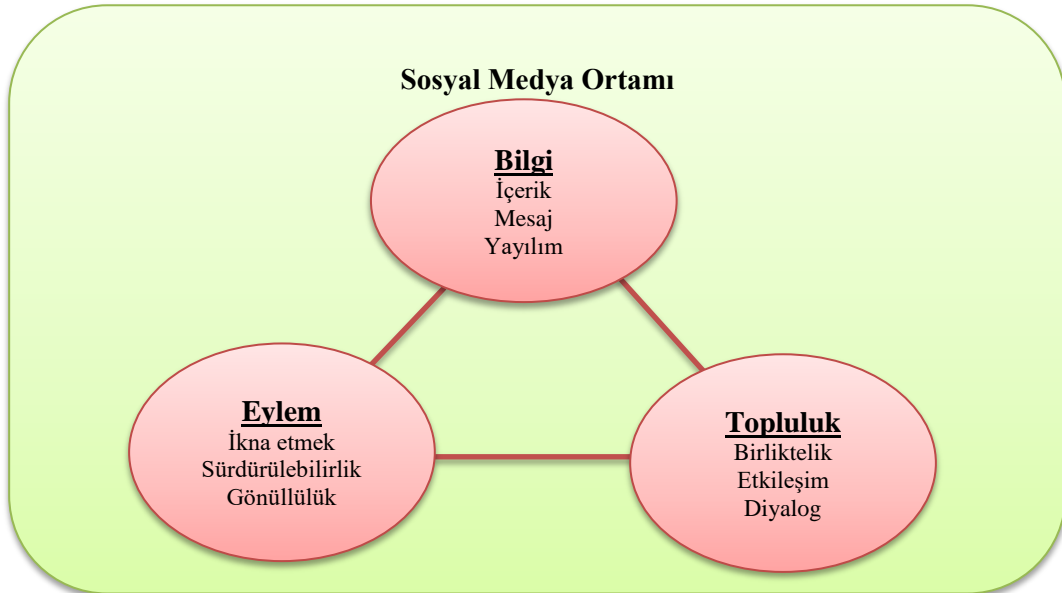 Sosyal Medya Ortamı
Bilgi
İçerik
Mesaj
Yayılım
Eylem
İkna etmek
Sürdürülebilirlik
Gönüllülük
Topluluk
Birliktelik
Etkileşim
Diyalog